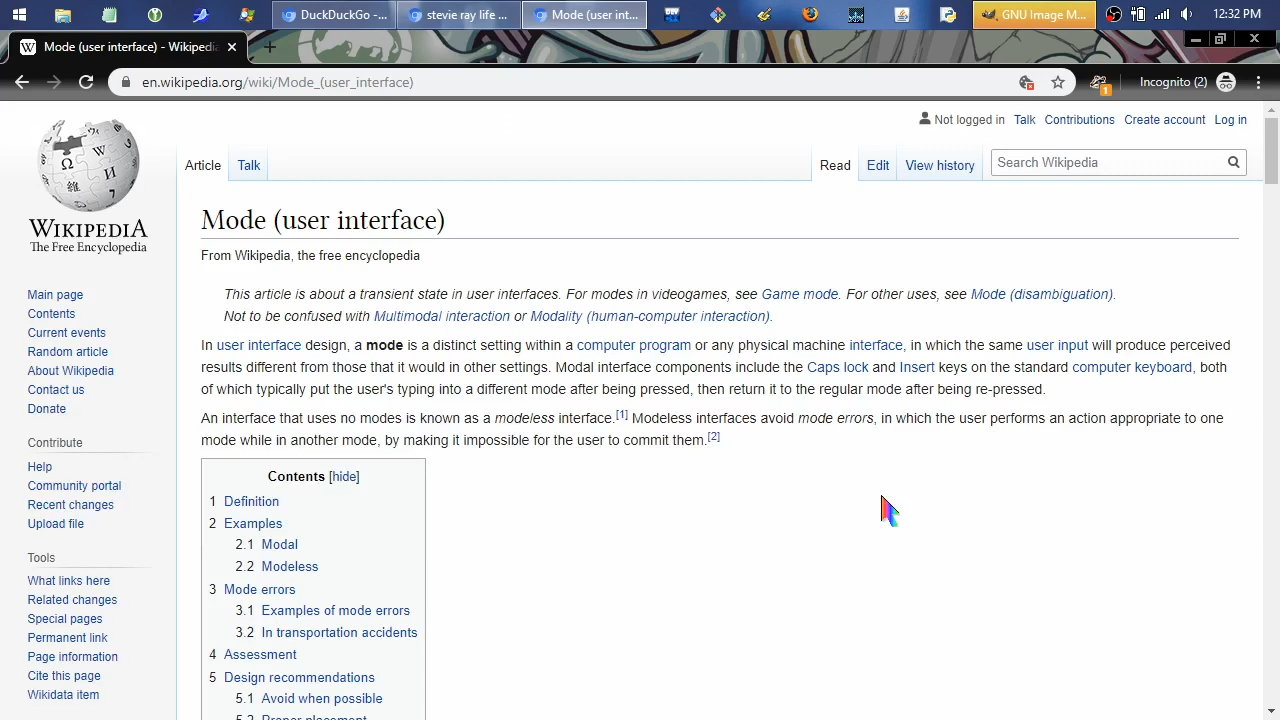 DuckDuckGo -...
stevie ray life ...
Mode (user int...
GNU Image M...
12:32 PM
Mode (user interface) - Wikipedia
en.wikipedia.org/wiki/Mode_(user_interface)
1
Incognito (2)
Not logged in Talk Contributions Create account Log in
Article Talk Read Edit View history Search Wikipedia
WIKIPEDIA
The Free Encyclopedia
Mode (user interface)
From Wikipedia, the free encyclopedia
This article is about a transient state in user interfaces. For modes in videogames, see Game mode. For other uses, see Mode (disambiguation).
Not to be confused with Multimodal interaction or Modality (human-computer interaction).
In user interface design, a mode is a distinct setting within a computer program or any physical machine interface, in which the same user input will produce perceived
results different from those that it would in other settings. Modal interface components include the Caps lock and Insert keys on the standard computer keyboard, both
of which typically put the user's typing into a different mode after being pressed, then return it to the regular mode after being re-pressed.
An interface that uses no modes is known as a modeless interface.[1] Modeless interfaces avoid mode errors, in which the user performs an action appropriate to one
mode while in another mode, by making it impossible for the user to commit them.[2]
Contents [hide]
1 Definition
2 Examples
2.1 Modal
2.2 Modeless
3 Mode errors
3.1 Examples of mode errors
3.2 In transportation accidents
4 Assessment
5 Design recommendations
5.1 Avoid when possible
5.2 Proper placement
Main page
Contents
Current events
Random article
About Wikipedia
Contact us
Donate
Contribute
Help
Community portal
Recent changes
Upload file
Tools
What links here
Related changes
Special pages
Permanent link
Page information
Cite this page
Wikidata item